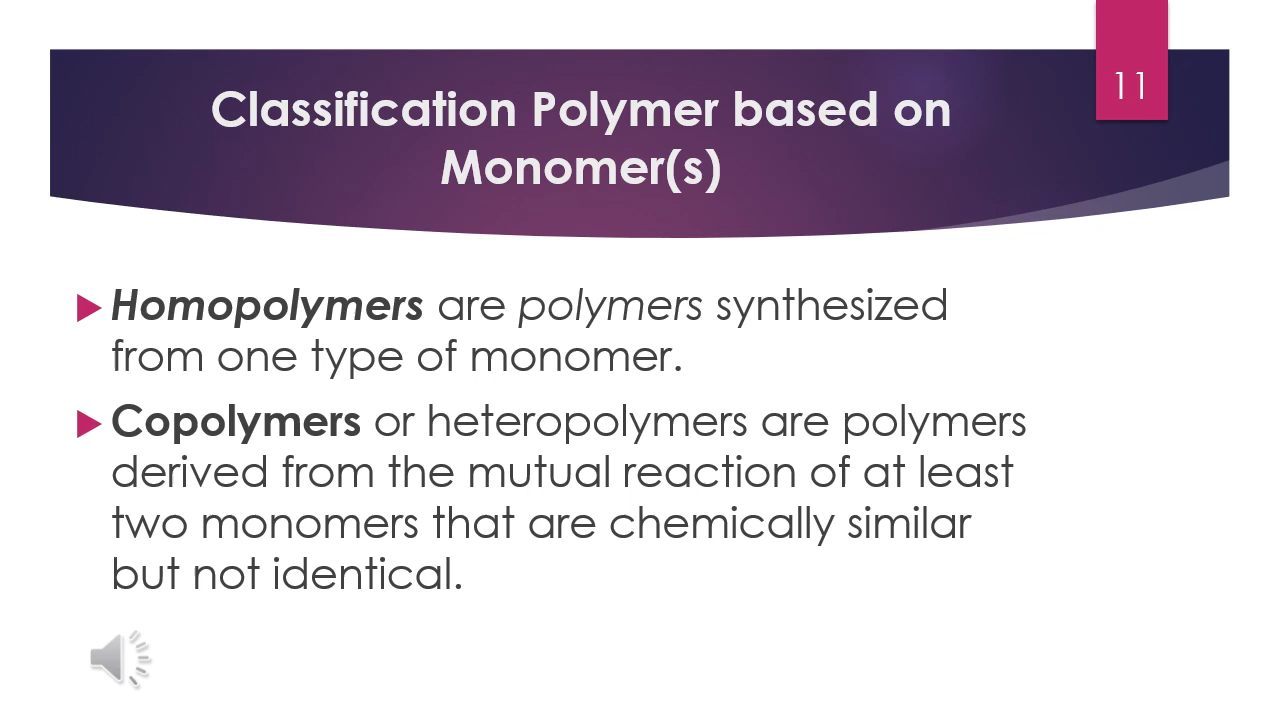 11
Classification Polymer based on
Monomer(s)
Homopolymers are polymers synthesized
from one type of monomer.
Copolymers or heteropolymers are polymers
derived from the mutual reaction of at least
two monomers that are chemically similar
but not identical.